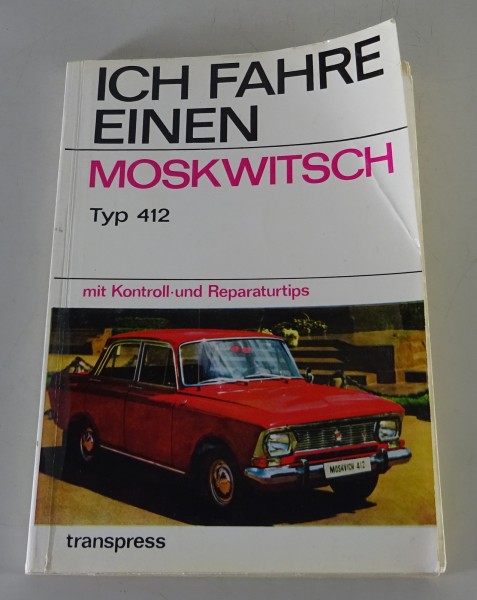 ICH FAHRE
EINEN
MOSKWITSCH
Typ 412
mit Kontroll-und Reparaturtips
MOSKVICH 412
transpress